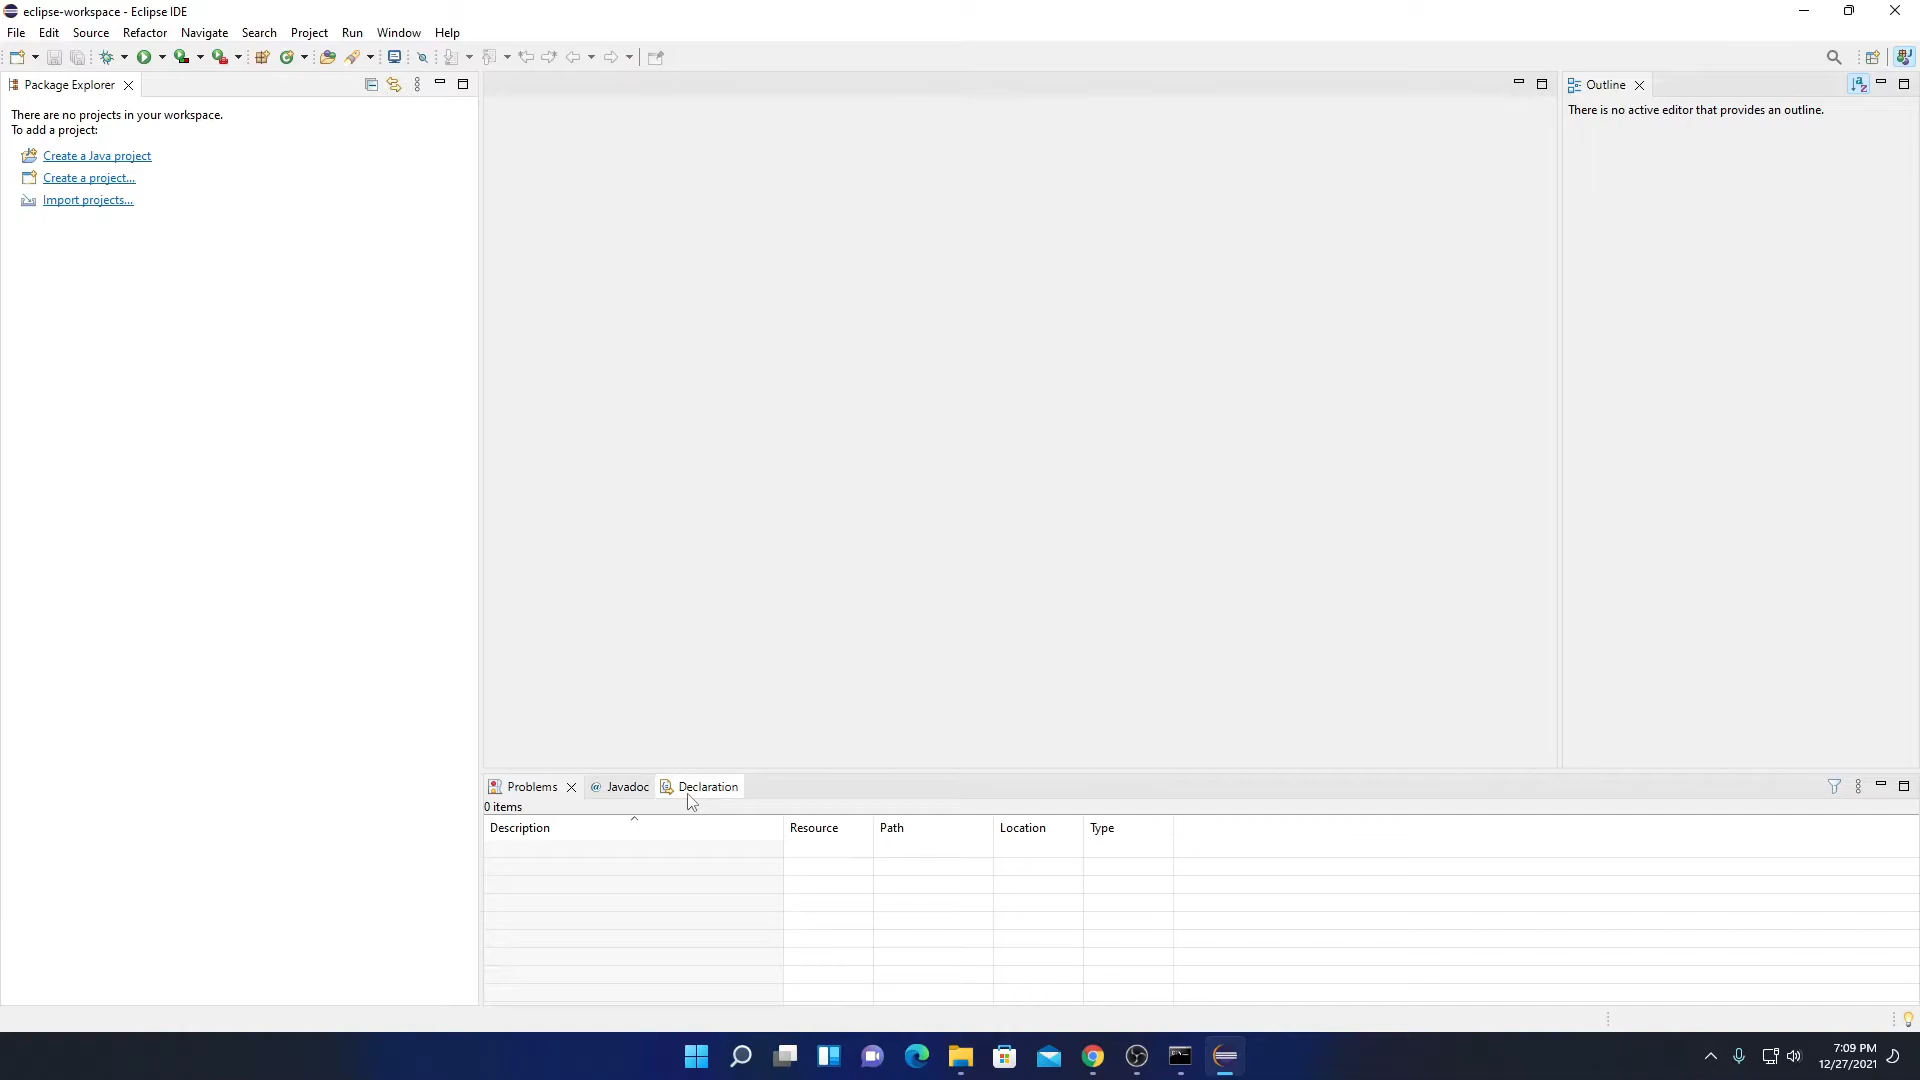 eclipse-workspace - Eclipse IDE
File Edit Source Refactor Navigate Search Project Run Window Help
Package Explorer
Outline
There are no projects in your workspace.
To add a project:
There is no active editor that provides an outline.
Create a Java project
Create a project...
Import projects...
Problems @ Javadoc Declaration
0 items
Description Resource Path Location Type
7:09 PM
12/27/2021